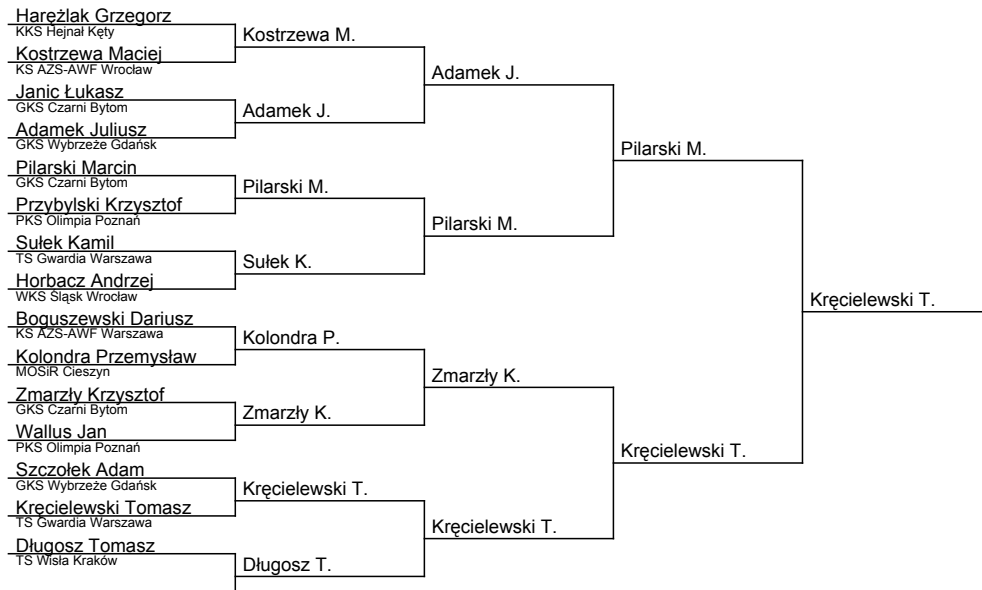 Harężlak Grzegorz
KKS Hejnał Kęty
Kostrzewa Maciej
KS AZS-AWF Wrocław
Janic Łukasz
GKS Czarni Bytom
Adamek Juliusz
GKS Wybrzeże Gdańsk
Pilarski Marcin
GKS Czarni Bytom
Przybylski Krzysztof
PKS Olimpia Poznań
Sułek Kamil
TS Gwardia Warszawa
Horbacz Andrzej
WKS Śląsk Wrocław
Boguszewski Dariusz
KS AZS-AWF Warszawa
Kolondra Przemysław
MOSiR Cieszyn
Zmarzły Krzysztof
GKS Czarni Bytom
Wallus Jan
PKS Olimpia Poznań
Szczołek Adam
GKS Wybrzeże Gdańsk
Kręcielewski Tomasz
TS Gwardia Warszawa
Długosz Tomasz
TS Wisła Kraków
Kostrzewa M.
Adamek J.
Pilarski M.
Sułek K.
Kolondra P.
Zmarzły K.
Kręcielewski T.
Długosz T.
Adamek J.
Pilarski M.
Zmarzły K.
Kręcielewski T.
Pilarski M.
Kręcielewski T.
Kręcielewski T.